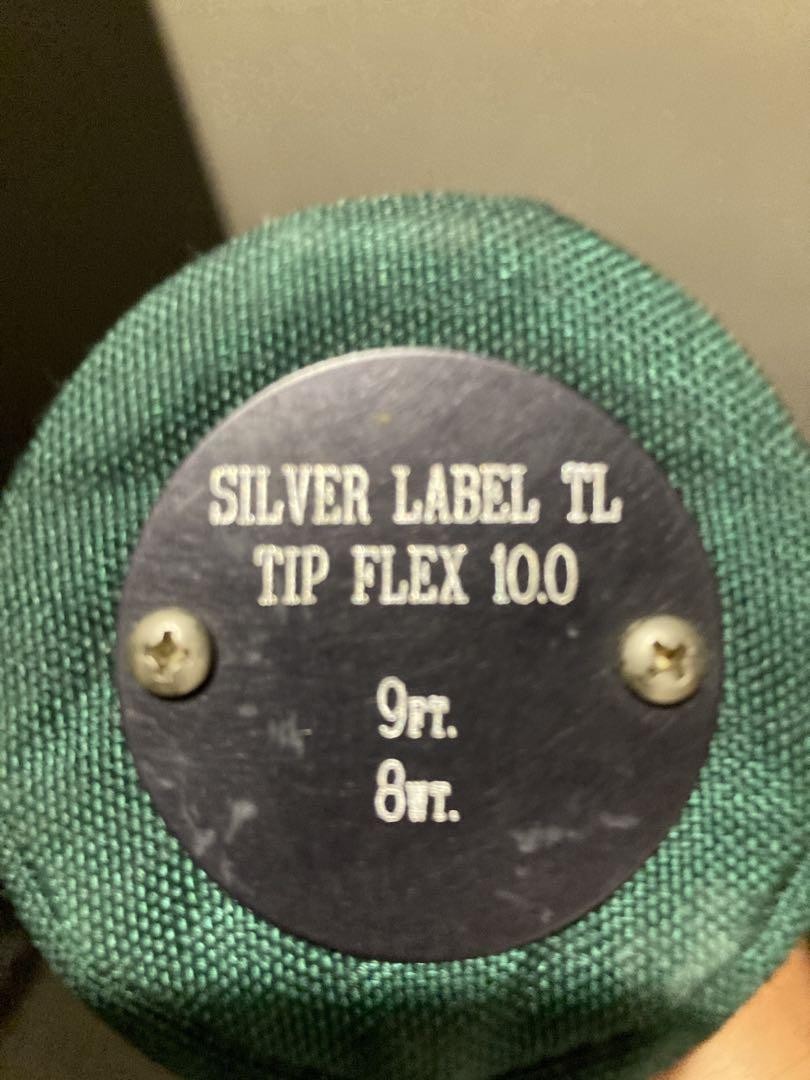 SILVER LABEL TL
TIP FLEX 10.0
9FT.
8WT.